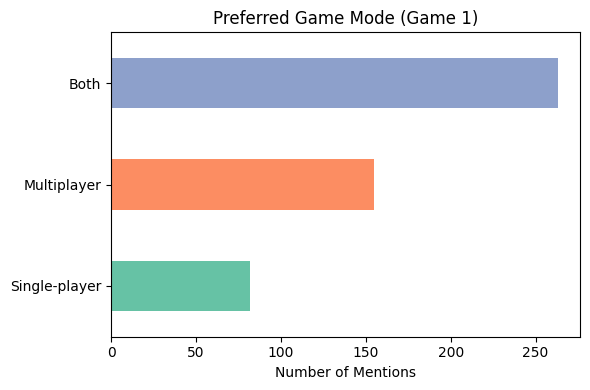 Preferred Game Mode (Game 1)
Both
Multiplayer
Single-player
0 50 100 150 200 250
Number of Mentions